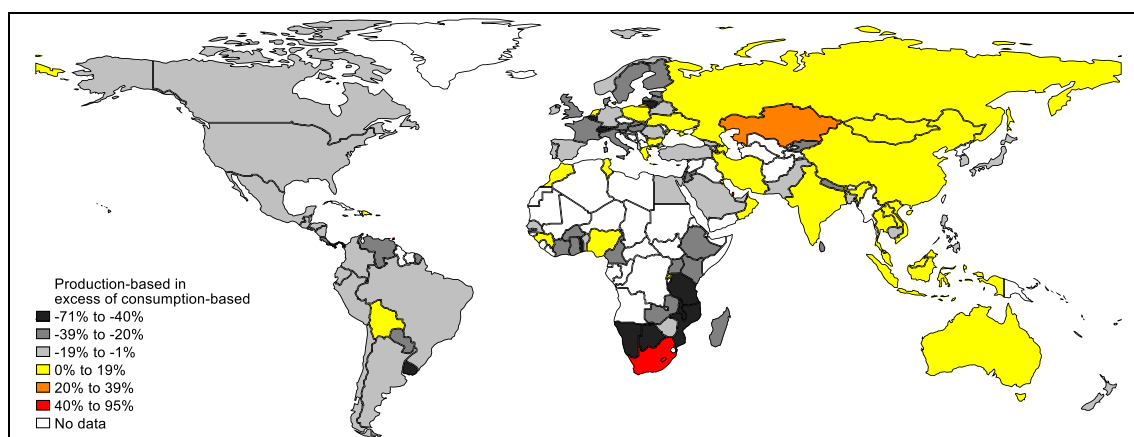 Production-based in
excess of consumption-based
-71% to -40%
-39% to -20%
-19% to -1%
0% to 19%
20% to 39%
40% to 95%
No data